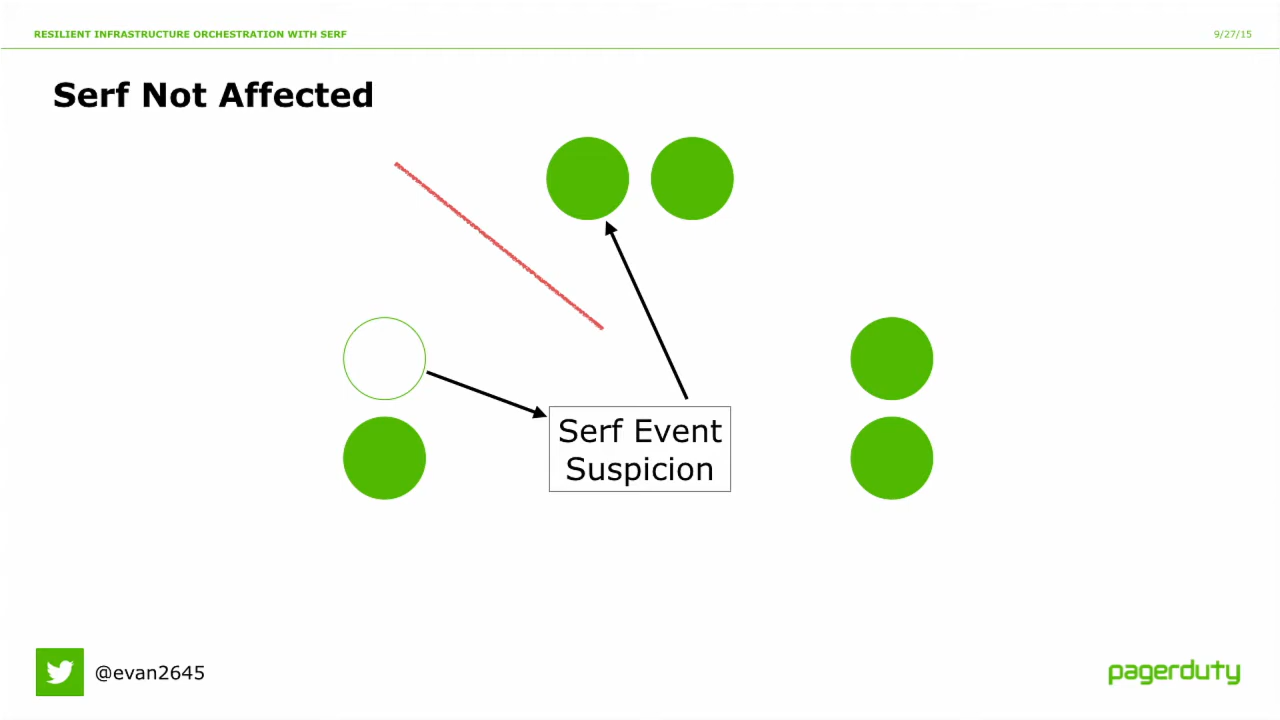 RESILIENT INFRASTRUCTURE ORCHESTRATION WITH SERF
9/27/15
Serf Not Affected
Serf Event
Suspicion
@evan2645
pagerduty